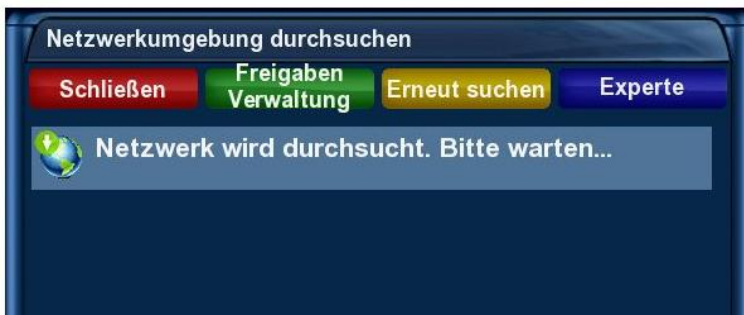 Netzwerkumgebung durchsuchen
Schließen
Freigaben
Verwaltung
Erneut suchen
Experte
Netzwerk wird durchsucht. Bitte warten...